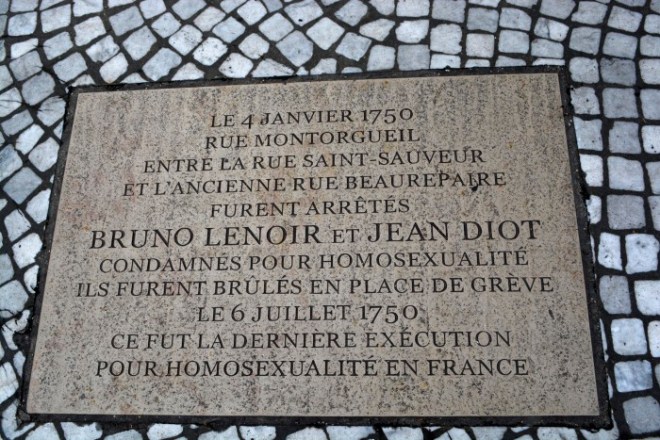 LE 4 JANVIER 1750
RUE MONTORGUEIL
ENTRE LA RUE SAINT-SAUVEUR
ET L'ANCIENNE RUE BEAUREPAIRE
FURENT ARRÊTÉS
BRUNO LENOIR ET JEAN DIOT
CONDAMNÉS POUR HOMOSEXUALITÉ
ILS FURENT BRÛLÉS EN PLACE DE GRÈVE
LE 6 JUILLET 1750
CE FUT LA DERNIÈRE EXÉCUTION
POUR HOMOSEXUALITÉ EN FRANCE